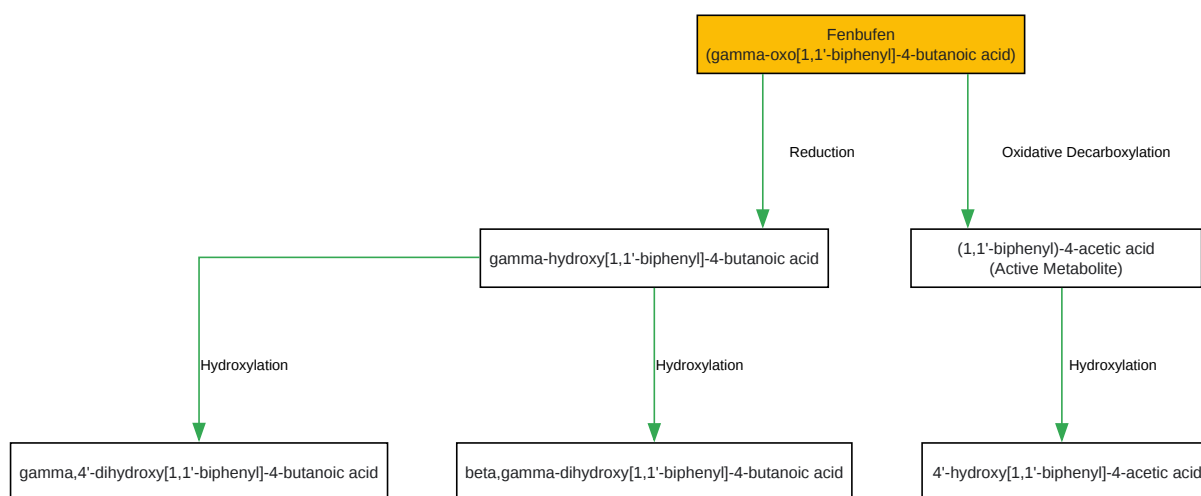 Fenbufen
(gamma-oxo[1,1'-biphenyl]-4-butanoic acid)
Reduction
Oxidative Decarboxylation
gamma-hydroxy[1,1'-biphenyl]-4-butanoic acid
(1,1'-biphenyl)-4-acetic acid
(Active Metabolite)
Hydroxylation
Hydroxylation
Hydroxylation
gamma,4'-dihydroxy[1,1'-biphenyl]-4-butanoic acid
beta,gamma-dihydroxy[1,1'-biphenyl]-4-butanoic acid
4'-hydroxy[1,1'-biphenyl]-4-acetic acid